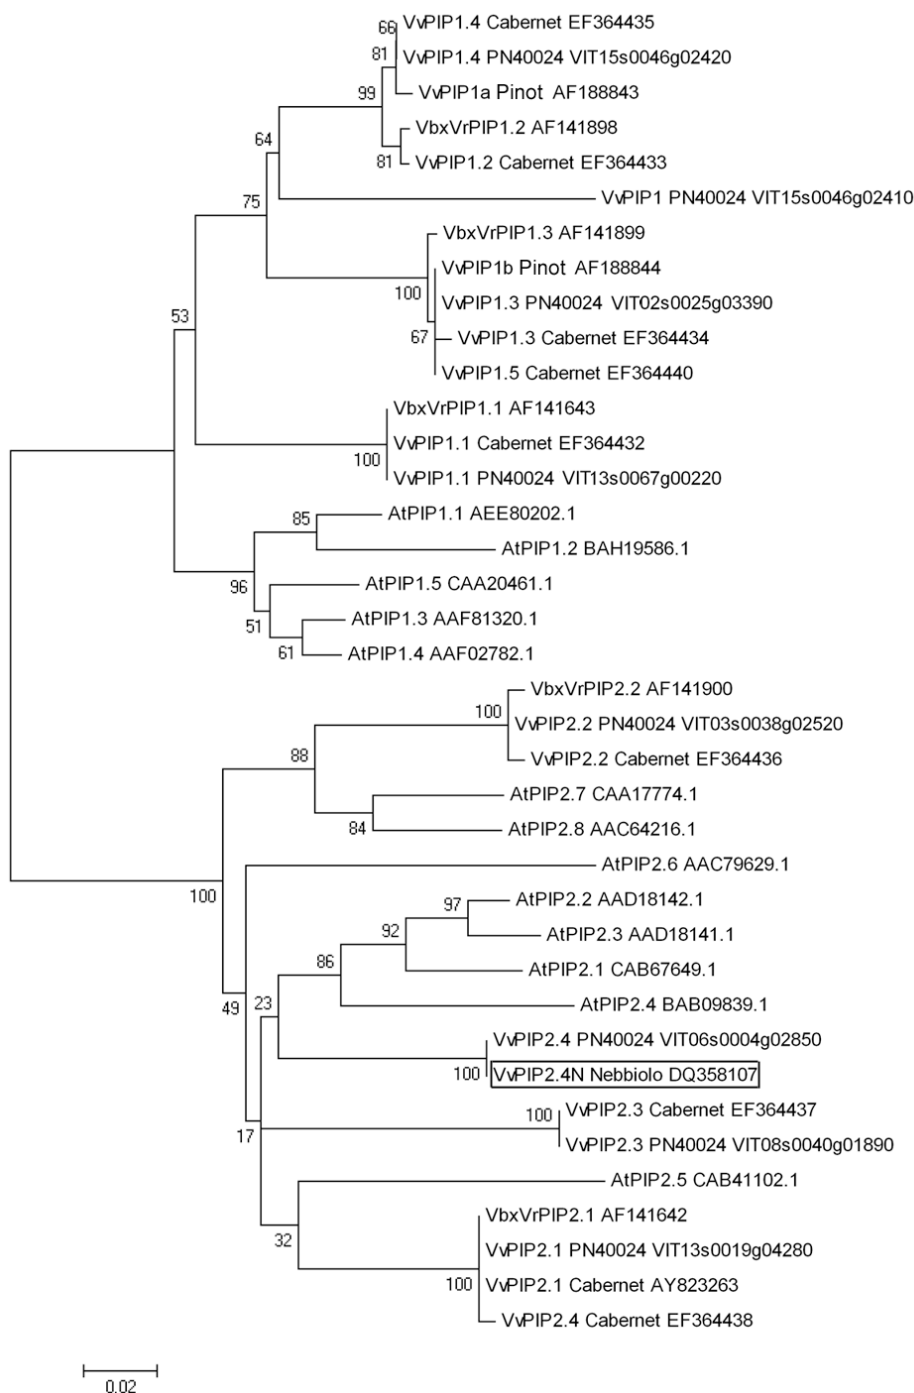 66
VvPIP1.4 Cabernet EF364435
81
VvPIP1.4 PN40024 VIT15s0046g02420
99
VvPIP1a Pinot AF188843
VbxVrPIP1.2 AF141898
64
81
VvPIP1.2 Cabernet EF364433
75
VvPIP1 PN40024 VIT15s0046g02410
VbxVrPIP1.3 AF141899
VvPIP1b Pinot AF188844
100
VvPIP1.3 PN40024 VIT02s0025g03390
53
67
VvPIP1.3 Cabernet EF364434
VvPIP1.5 Cabernet EF364440
VbxVrPIP1.1 AF141643
VvPIP1.1 Cabernet EF364432
100
VvPIP1.1 PN40024 VIT13s0067g00220
85
AtPIP1.1 AEE80202.1
AtPIP1.2 BAH19586.1
96
AtPIP1.5 CAA20461.1
51
AtPIP1.3 AAF81320.1
61
AtPIP1.4 AAF02782.1
VbxVrPIP2.2 AF141900
100
VvPIP2.2 PN40024 VIT03s0038g02520
88
VvPIP2.2 Cabernet EF364436
AtPIP2.7 CAA17774.1
84
AtPIP2.8 AAC64216.1
AtPIP2.6 AAC79629.1
100
97
AtPIP2.2 AAD18142.1
92
AtPIP2.3 AAD18141.1
86
AtPIP2.1 CAB67649.1
49
23
AtPIP2.4 BAB09839.1
VvPIP2.4 PN40024 VIT06s0004g02850
100
VvPIP2.4N Nebbiolo DQ358107
100
VvPIP2.3 Cabernet EF364437
17
VvPIP2.3 PN40024 VIT08s0040g01890
AtPIP2.5 CAB41102.1
VbxVrPIP2.1 AF141642
32
VvPIP2.1 PN40024 VIT13s0019g04280
100
VvPIP2.1 Cabernet AY823263
VvPIP2.4 Cabernet EF364438
0.02